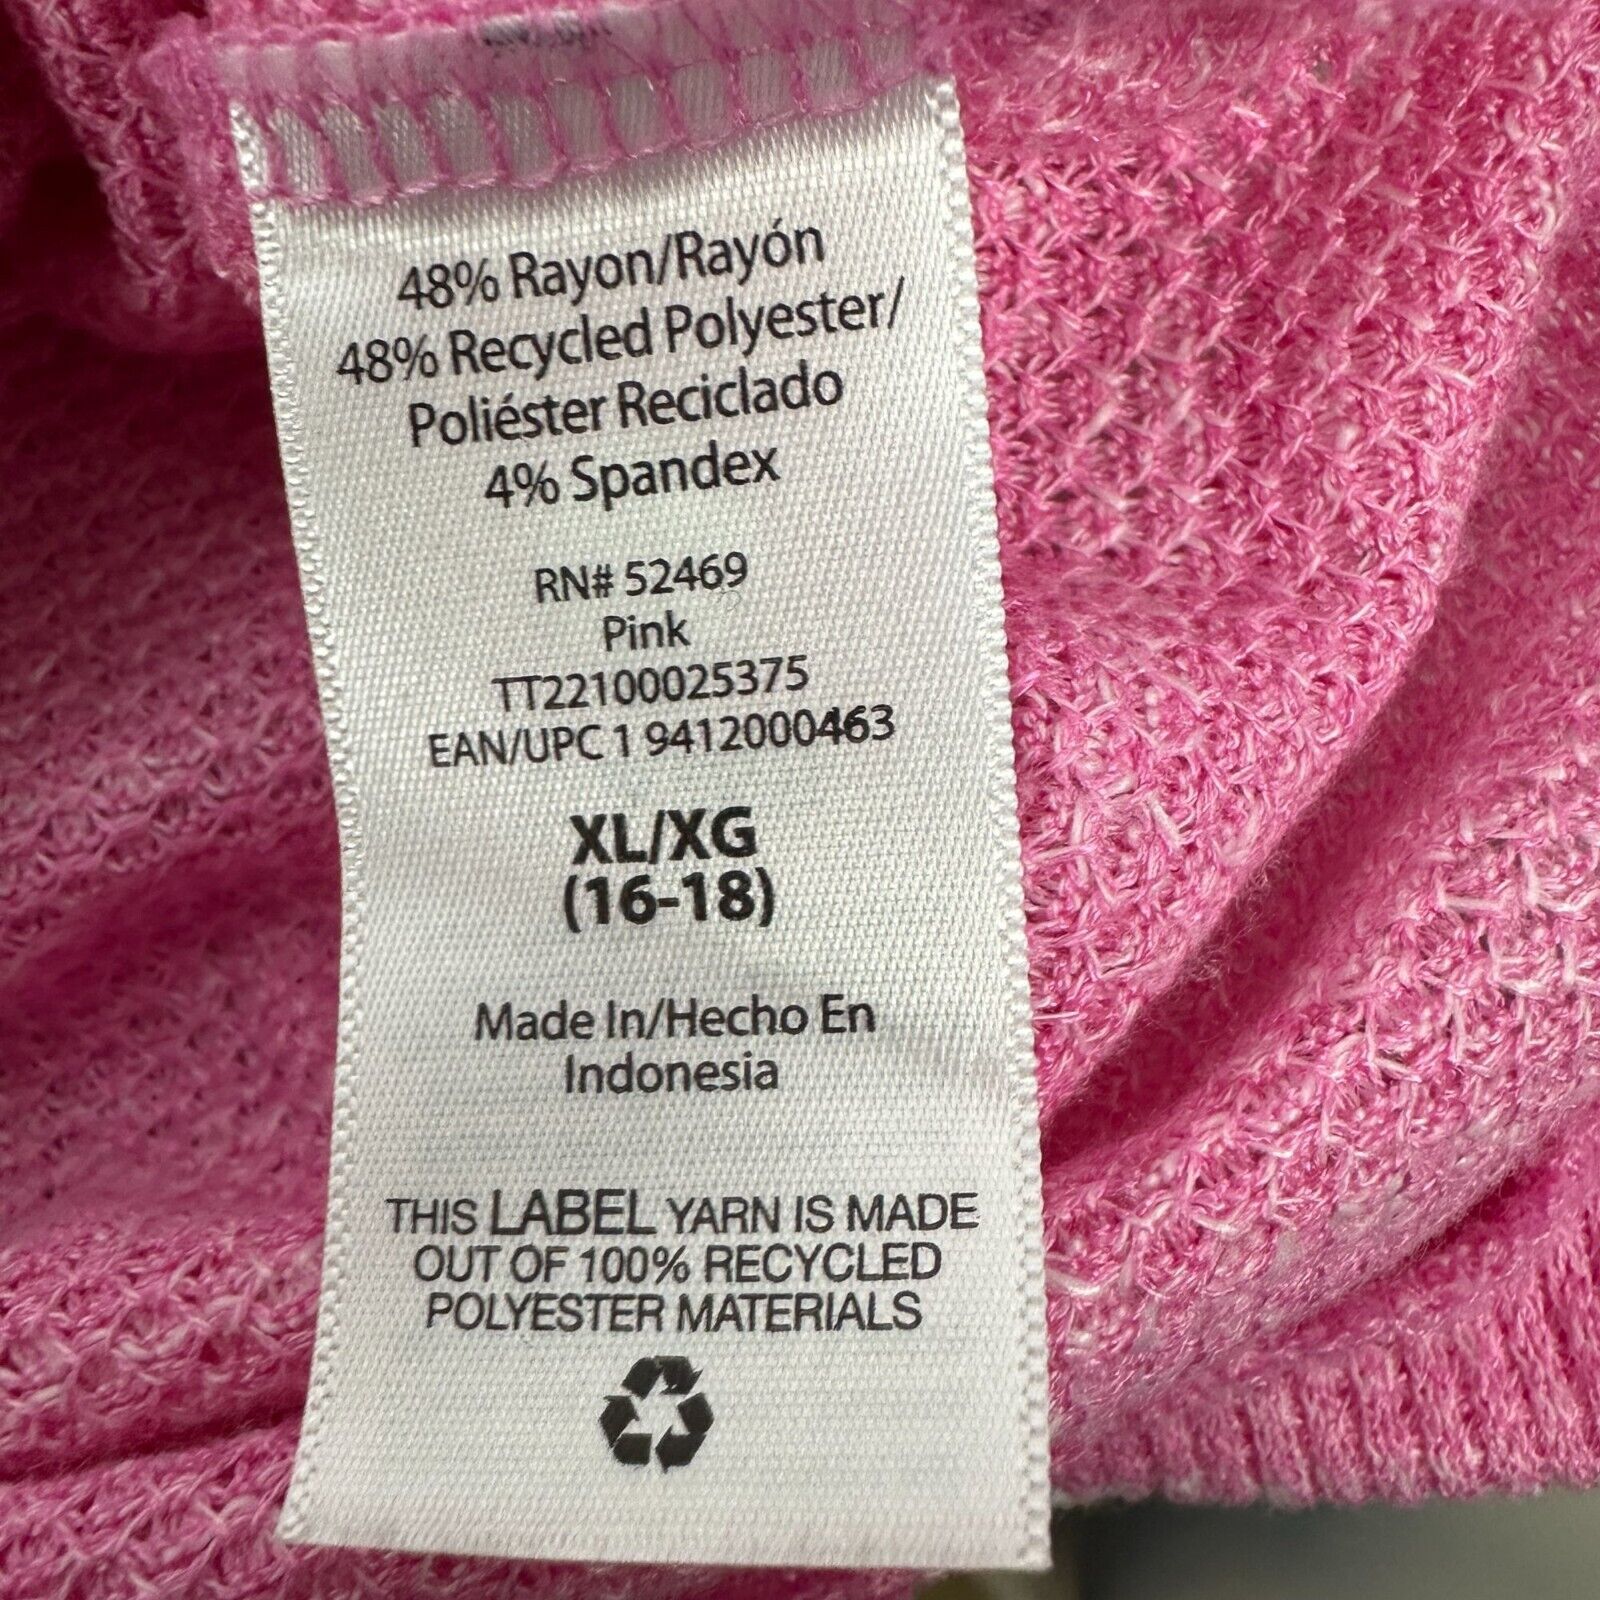 48% Rayon/Rayón
48% Recycled Polyester/
Poliéster Reciclado
4% Spandex
RN# 52469
Pink
TT22100025375
EAN/UPC 1 9412000463
XL/XG
(16-18)
Made In/Hecho En
Indonesia
THIS LABEL YARN IS MADE
OUT OF 100% RECYCLED
POLYESTER MATERIALS